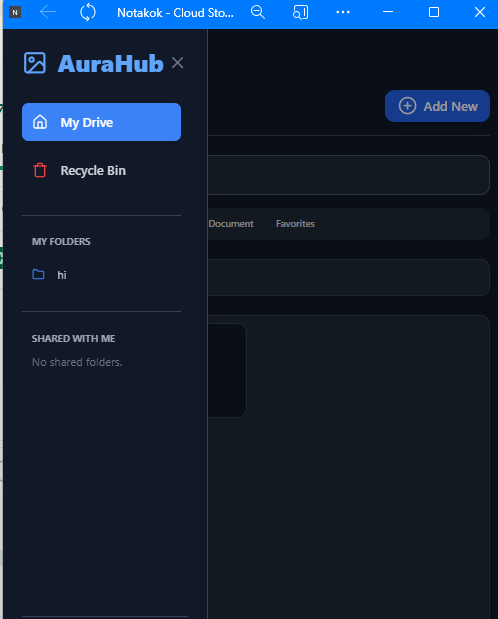 N
Notakok - Cloud Sto...
AuraHub
Add New
My Drive
Recycle Bin
Document
Favorites
MY FOLDERS
hi
SHARED WITH ME
No shared folders.